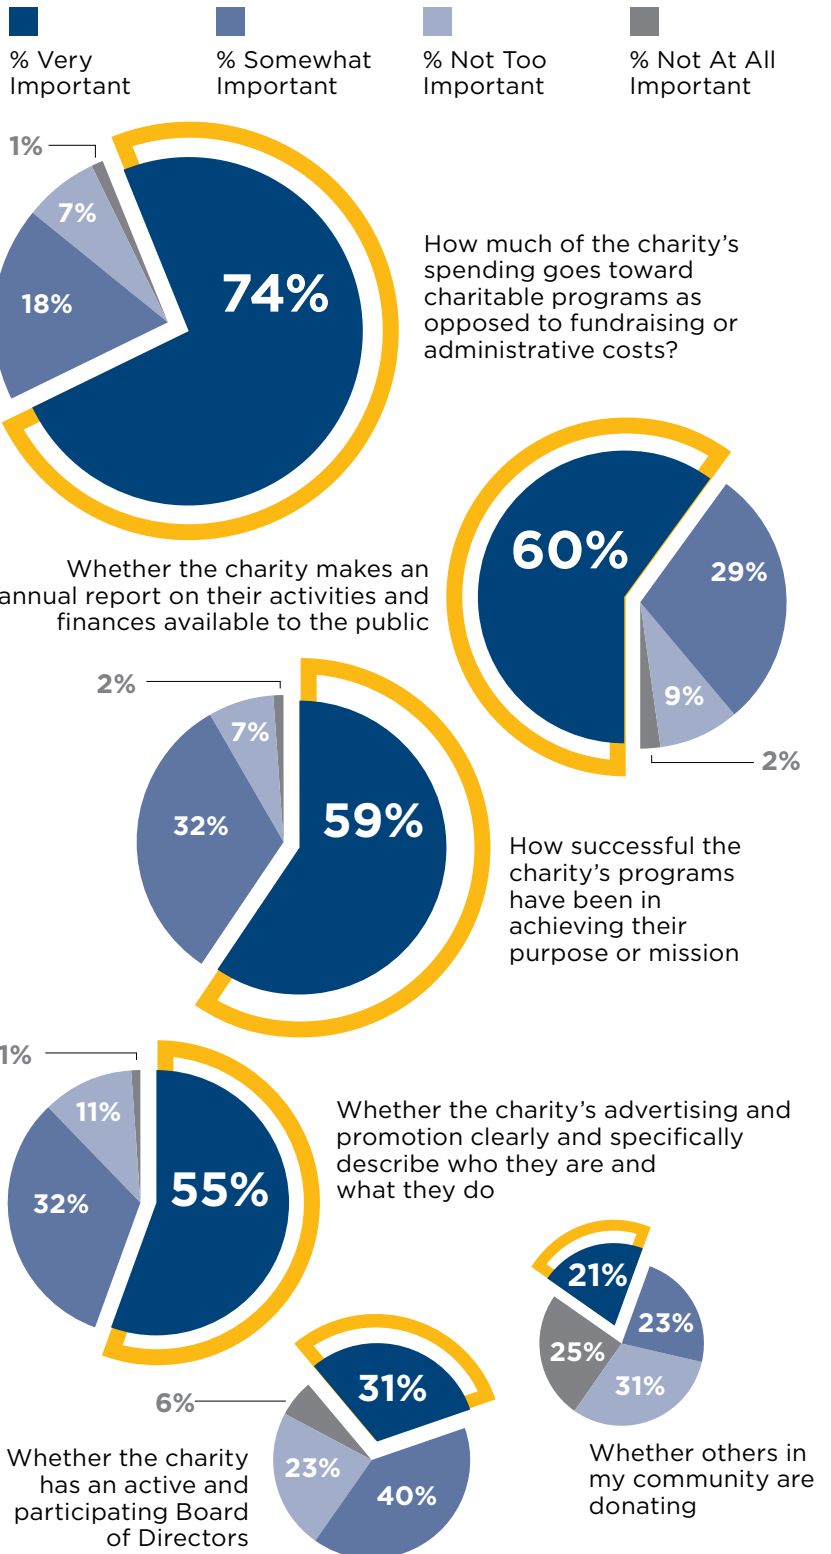 % Very
Important
% Somewhat
Important
% Not Too
Important
% Not At All
Important
1%
7%
18%
74%
How much of the charity’s
spending goes toward
charitable programs as
opposed to fundraising or
administrative costs?
60%
29%
9%
2%
Whether the charity makes an
annual report on their activities and
finances available to the public
2%
7%
32%
59%
How successful the
charity’s programs
have been in
achieving their
purpose or mission
1%
11%
32%
55%
Whether the charity’s advertising and
promotion clearly and specifically
describe who they are and
what they do
21%
23%
25%
31%
Whether others in
my community are
donating
31%
6%
23%
40%
Whether the charity
has an active and
participating Board
of Directors